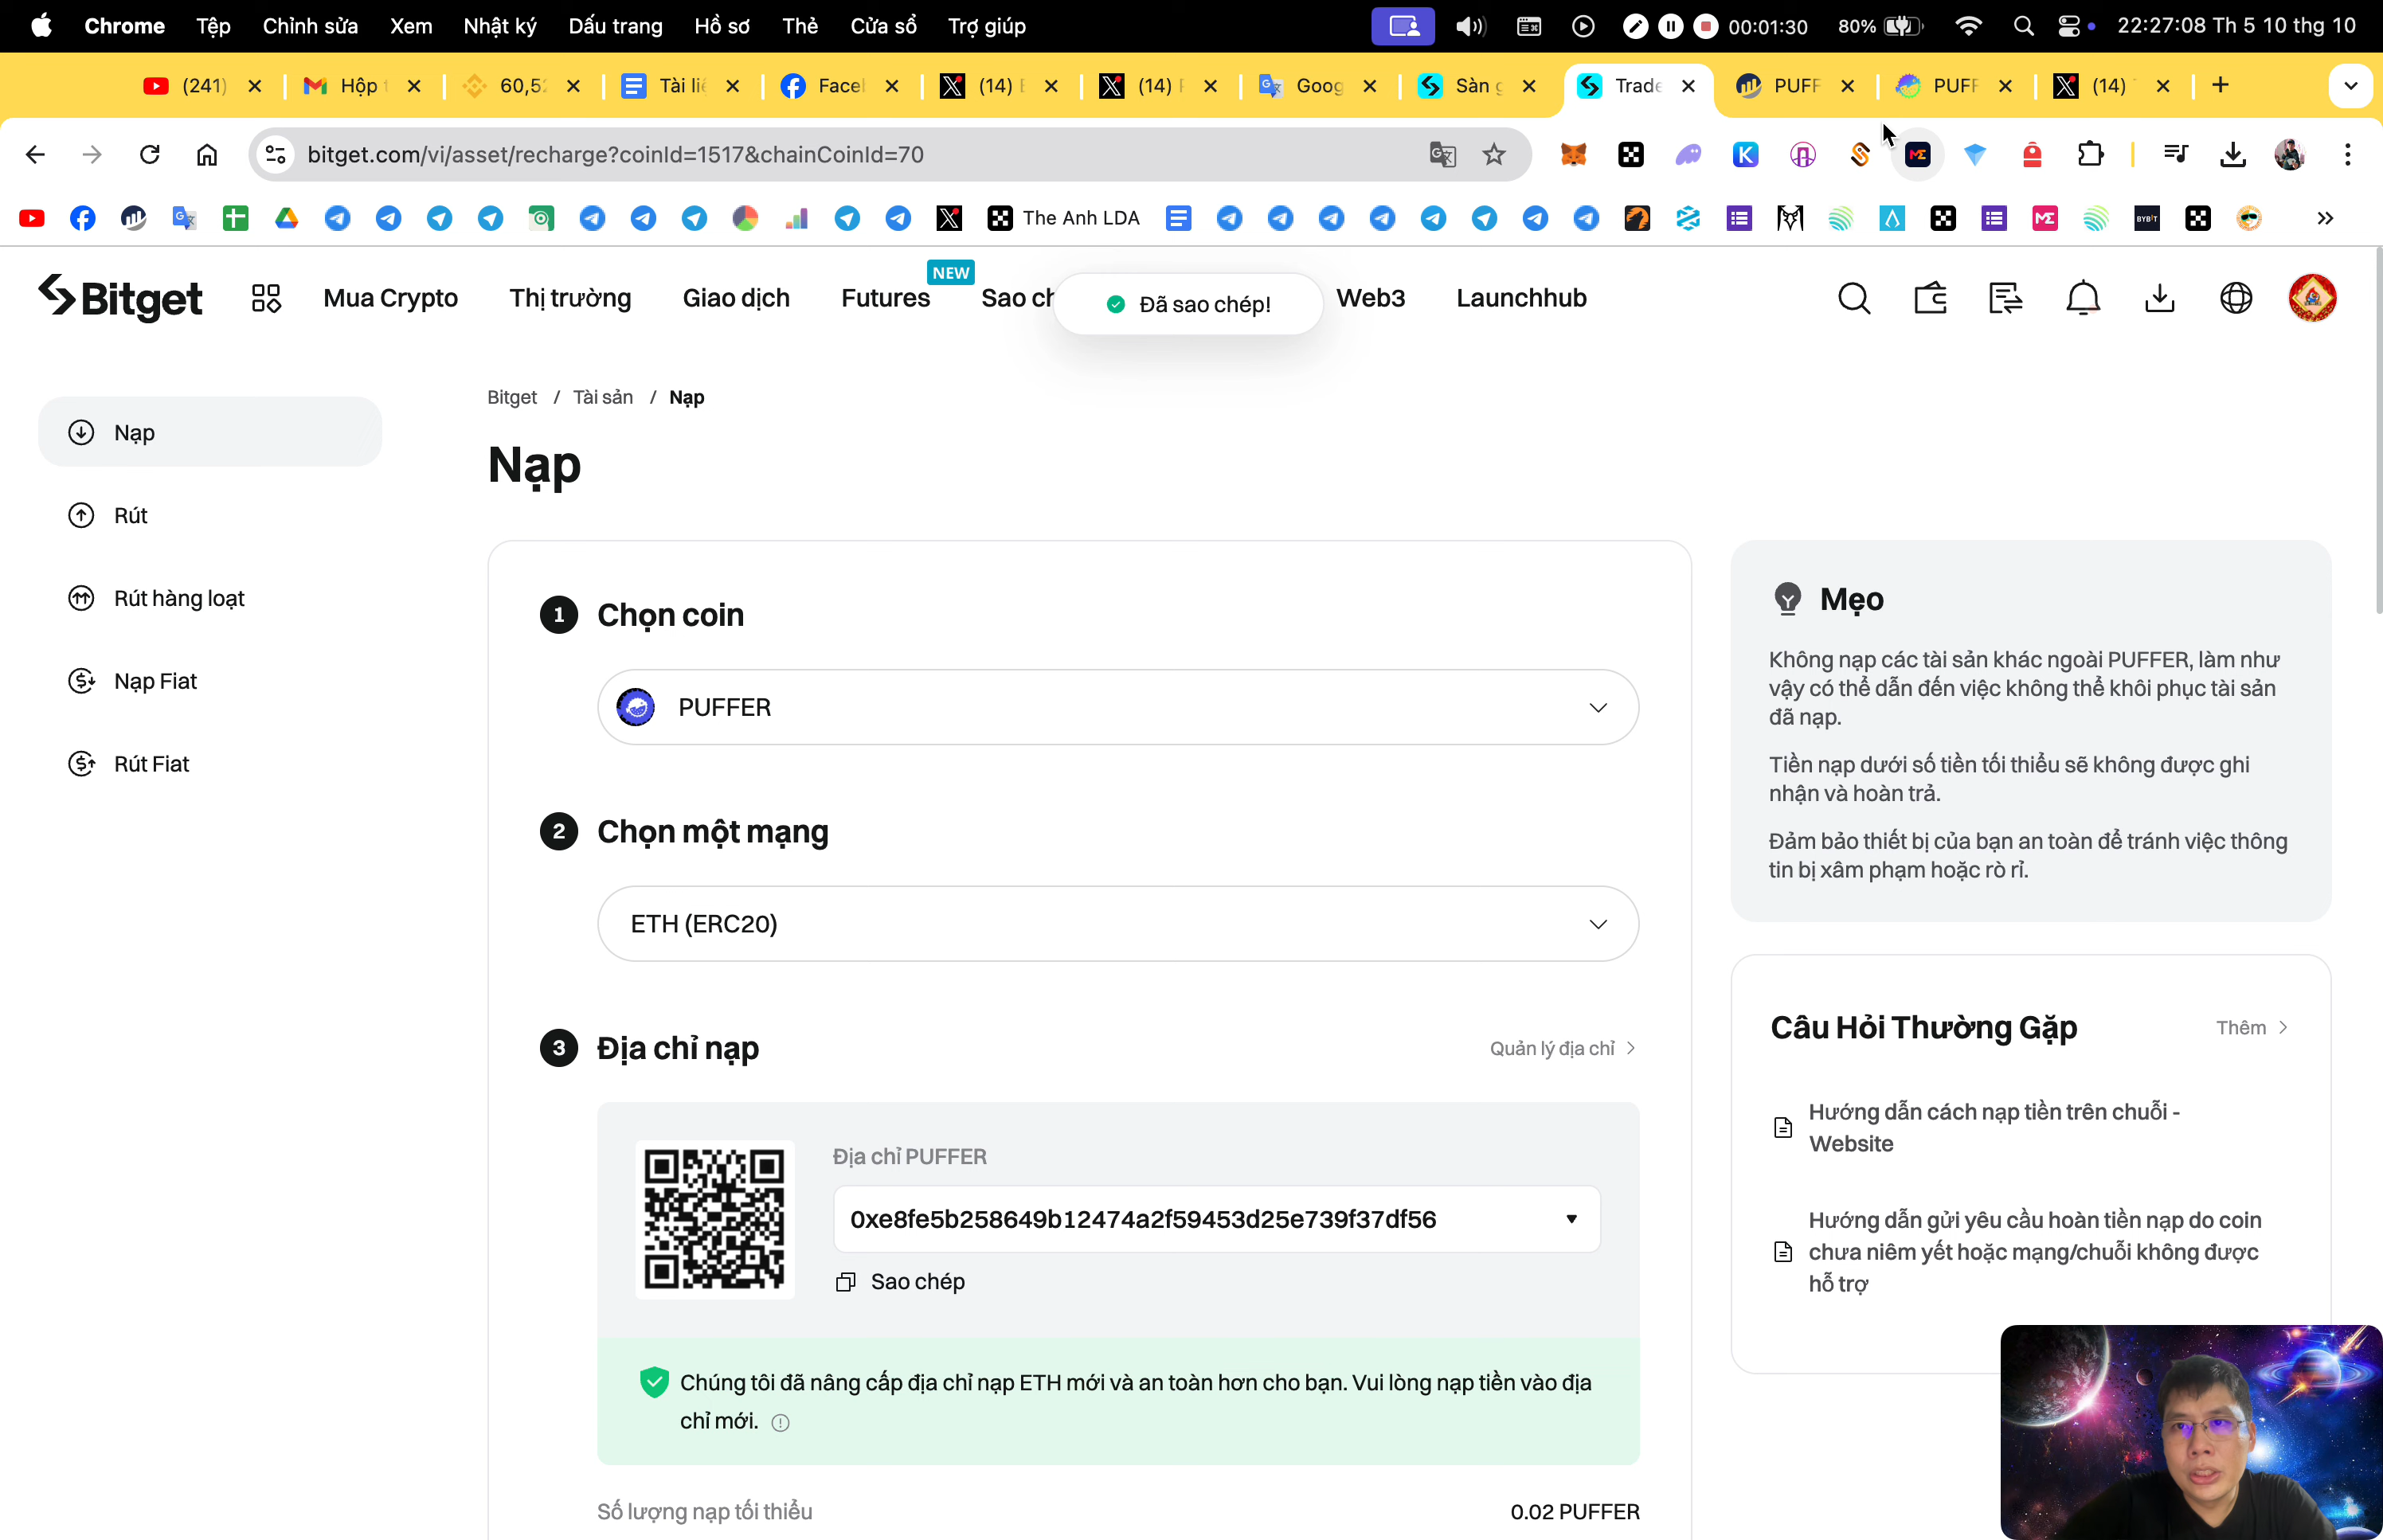 Chrome Tệp Chỉnh sửa Xem Nhật ký Dấu trang Hồ sơ Thẻ Cửa sổ Trợ giúp 00:01:30 80% 22:27:08 Th 5 10 thg 10
(241) Hộp 60,52 Tài liệ Face (14) (14) Goog Sàn g Trade PUFF PUFF (14)
bitget.com/vi/asset/recharge?coinId=1517&chainCoinId=70
The Anh LDA
BYBIT
NEW
Bitget Mua Crypto Thị trường Giao dịch Futures Sao ch Đã sao chép! Web3 Launchhub
Bitget / Tài sản / Nạp
Nạp
Rút
Rút hàng loạt
Nạp Fiat
Rút Fiat
Nạp
1 Chọn coin
PUFFER
2 Chọn một mạng
ETH (ERC20)
3 Địa chỉ nạp
Quản lý địa chỉ
Địa chỉ PUFFER
0xe8fe5b258649b12474a2f59453d25e739f37df56
Sao chép
Chúng tôi đã nâng cấp địa chỉ nạp ETH mới và an toàn hơn cho bạn. Vui lòng nạp tiền vào địa
chỉ mới.
Số lượng nạp tối thiểu 0.02 PUFFER
Mẹo
Không nạp các tài sản khác ngoài PUFFER, làm như
vậy có thể dẫn đến việc không thể khôi phục tài sản
đã nạp.
Tiền nạp dưới số tiền tối thiểu sẽ không được ghi
nhận và hoàn trả.
Đảm bảo thiết bị của bạn an toàn để tránh việc thông
tin bị xâm phạm hoặc rò rỉ.
Câu Hỏi Thường Gặp
Thêm
Hướng dẫn cách nạp tiền trên chuỗi -
Website
Hướng dẫn gửi yêu cầu hoàn tiền nạp do coin
chưa niêm yết hoặc mạng/chuỗi không được
hỗ trợ